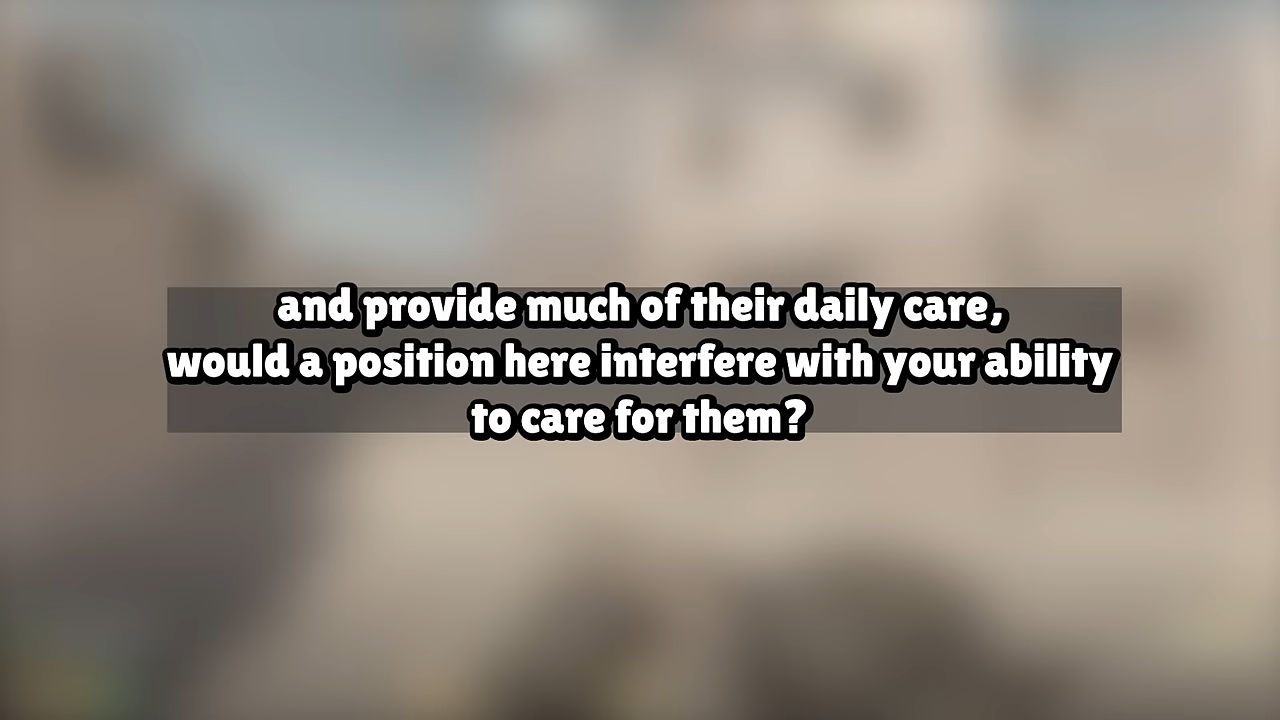 and provide much of their daily care,
would a position here interfere with your ability
to care for them?